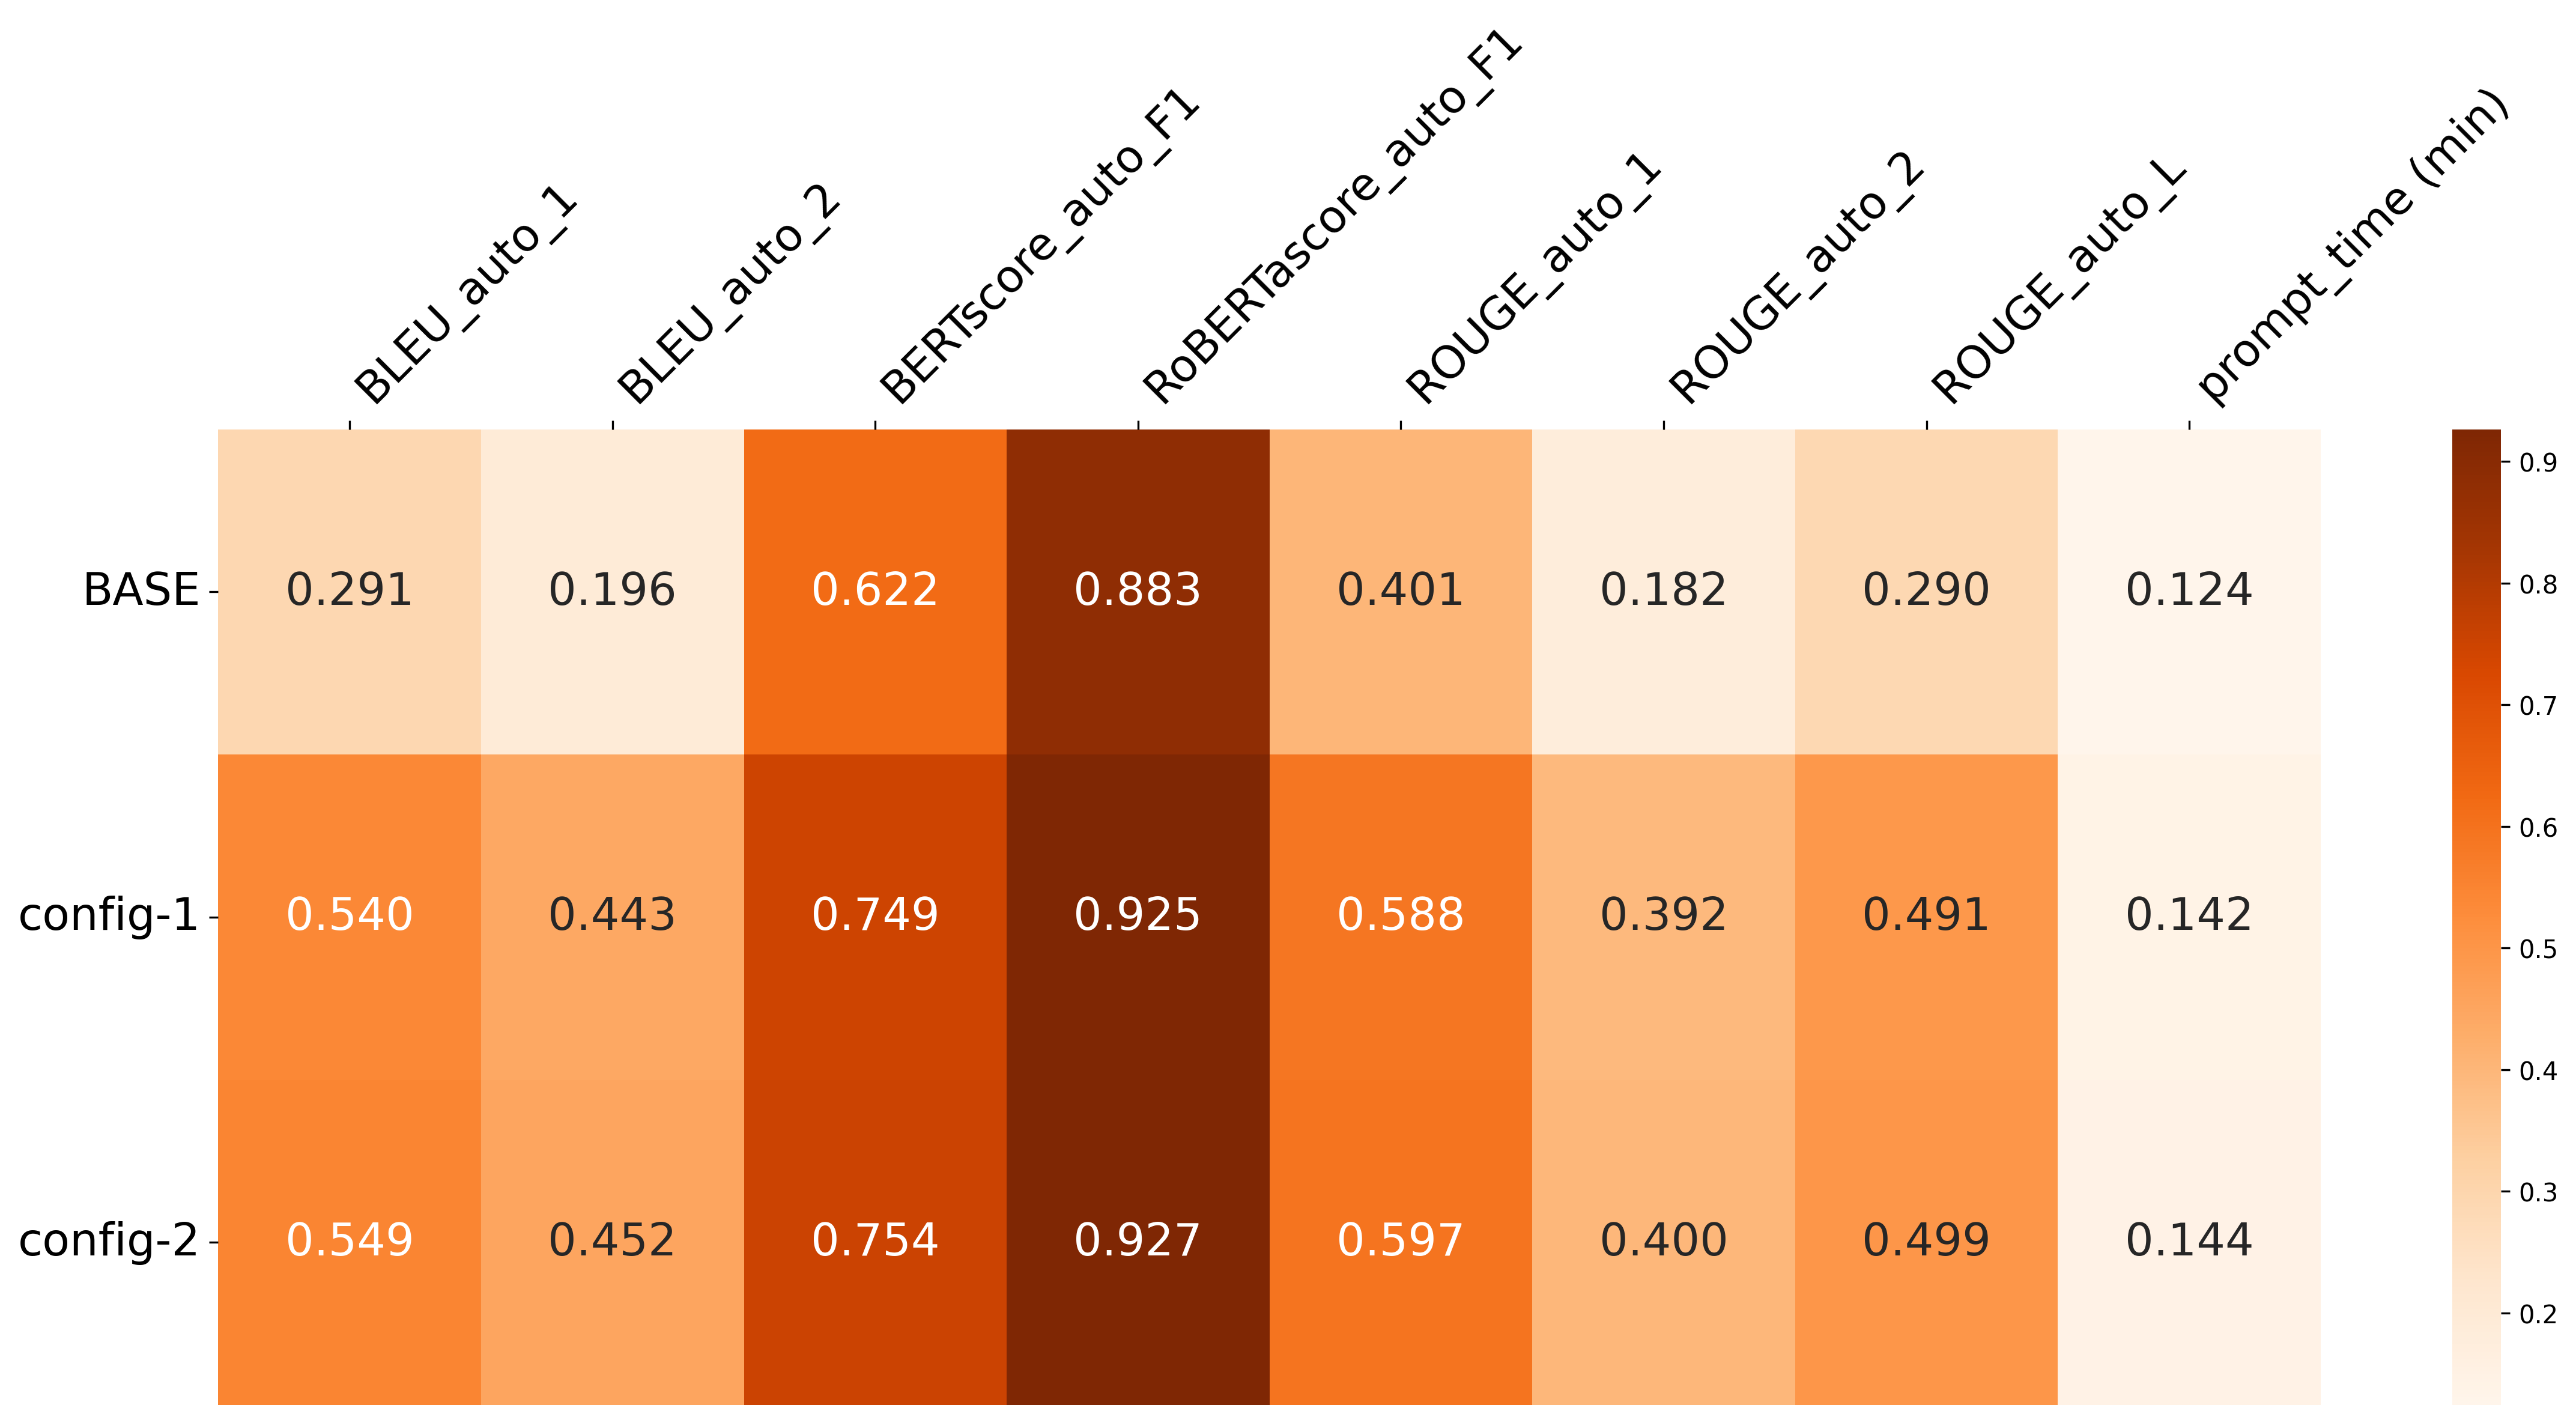 BLEU_auto_1
BLEU_auto_2
BERTscore_auto_F1
RoBERTascore_auto_F1
ROUGE_auto_1
ROUGE_auto_2
ROUGE_auto_L
prompt_time (min)
BASE 0.291 0.196 0.622 0.883 0.401 0.182 0.290 0.124
config-1 0.540 0.443 0.749 0.925 0.588 0.392 0.491 0.142
config-2 0.549 0.452 0.754 0.927 0.597 0.400 0.499 0.144
0.9
0.8
0.7
0.6
0.5
0.4
0.3
0.2